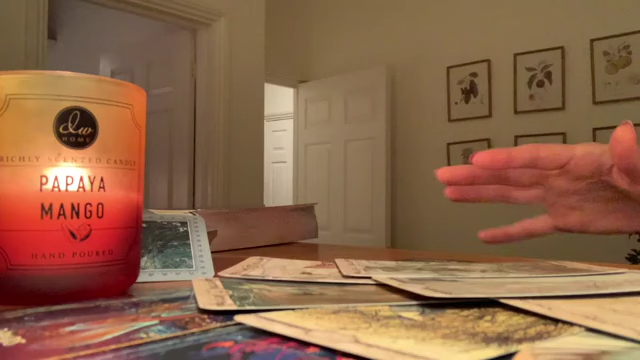 dw
HOME
RICHLY SCENTED CANDLE
PAPAYA
MANGO
HAND POURED